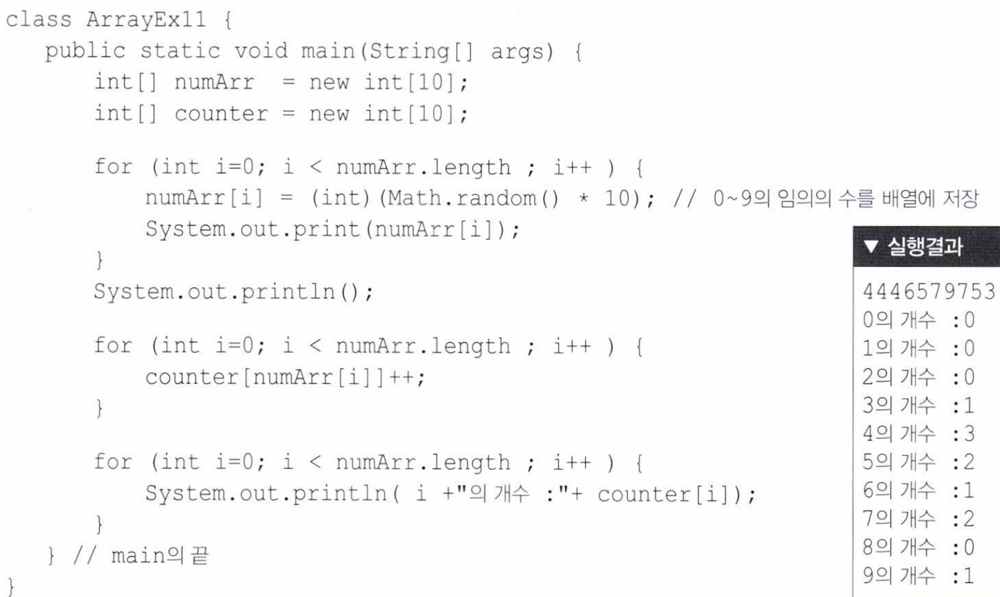 class ArrayEx11 {
public static void main(String[] args) {
int[] numArr  = new int[10];
int[] counter = new int[10];
for (int i=0; i < numArr.length ; i++ ) {
numArr[i] = (int)(Math.random() * 10); // 0~9의 임의의 수를 배열에 저장
System.out.print(numArr[i]);
}
System.out.println();
for (int i=0; i < numArr.length ; i++ ) {
counter[numArr[i]]++;
}
for (int i=0; i < numArr.length ; i++ ) {
System.out.println( i +"의 개수 :"+ counter[i]);
}
} // main의 끝
}
▼ 실행결과
4446579753
0의 개수 :0
1의 개수 :0
2의 개수 :0
3의 개수 :1
4의 개수 :3
5의 개수 :2
6의 개수 :1
7의 개수 :2
8의 개수 :0
9의 개수 :1